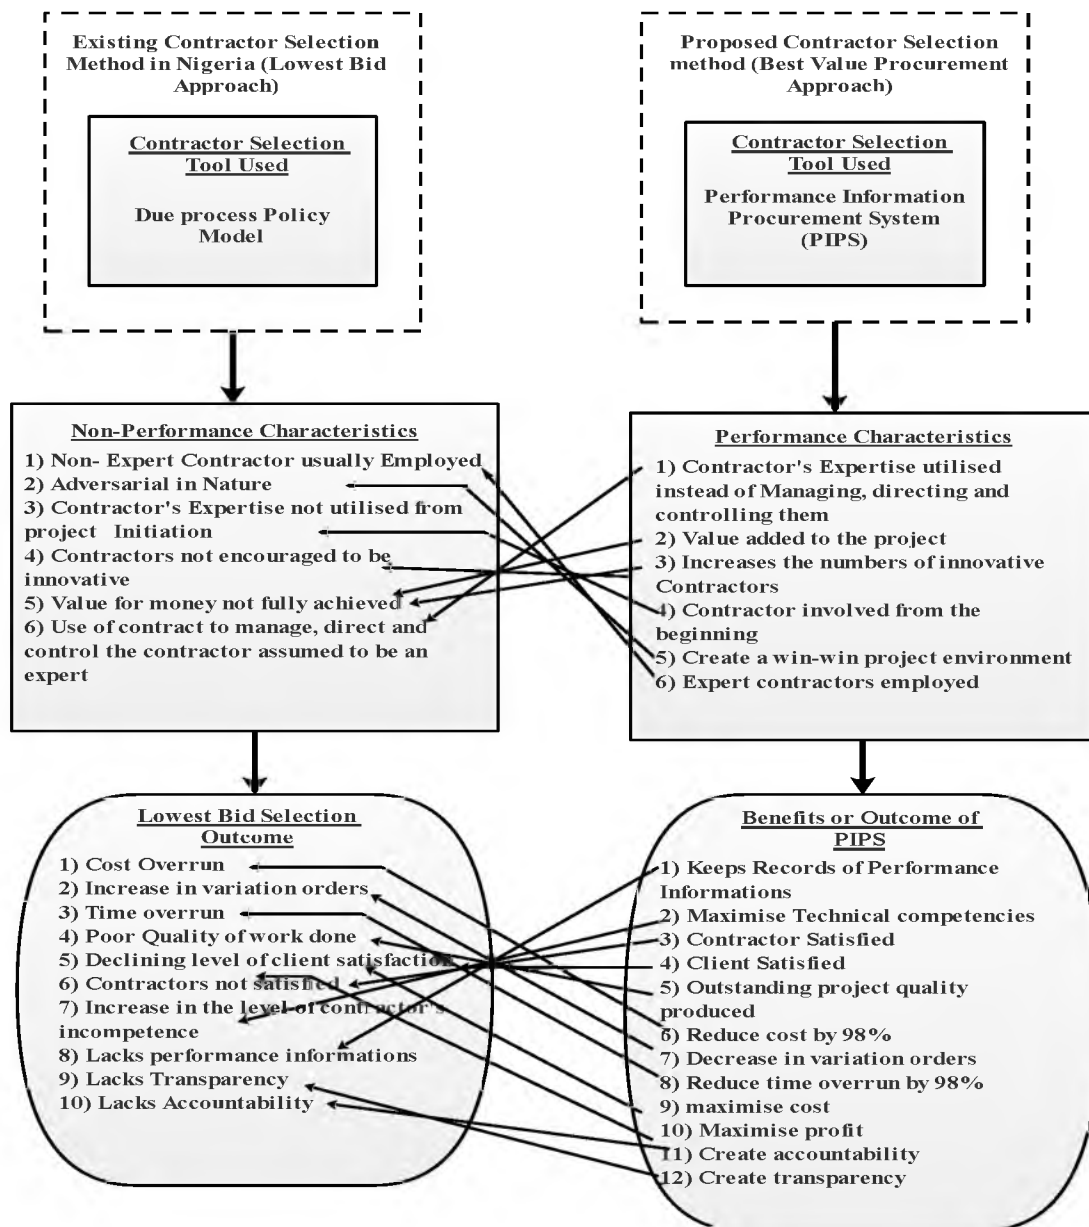 Existing Contractor Selection
Method in Nigeria (Lowest Bid
Approach)
Contractor Selection
Tool Used
Due process Policy
Model
Proposed Contractor Selection
method (Best Value Procurement
Approach)
Contractor Selection
Tool Used
Performance Information
Procurement System
(PIPS)
Non-Performance Characteristics
1) Non- Expert Contractor usually Employed
2) Adversarial in Nature
3) Contractor's Expertise not utilised from
project Initiation
4) Contractors not encouraged to be
innovative
5) Value for money not fully achieved
6) Use of contract to manage, direct and
control the contractor assumed to be an
expert
Performance Characteristics
1) Contractor's Expertise utilised
instead of Managing, directing and
controlling them
2) Value added to the project
3) Increases the numbers of innovative
Contractors
4) Contractor involved from the
beginning
5) Create a win-win project environment
6) Expert contractors employed
Lowest Bid Selection
Outcome
1) Cost Overrun
2) Increase in variation orders
3) Time overrun
4) Poor Quality of work done
5) Declining level of client satisfaction
6) Contractors not satisfied
7) Increase in the level of contractor's
incompetence
8) Lacks performance informations
9) Lacks Transparency
10) Lacks Accountability
Benefits or Outcome of
PIPS
1) Keeps Records of Performance
Informations
2) Maximise Technical competencies
3) Contractor Satisfied
4) Client Satisfied
5) Outstanding project quality
produced
6) Reduce cost by 98%
7) Decrease in variation orders
8) Reduce time overrun by 98%
9) maximise cost
10) Maximise profit
11) Create accountability
12) Create transparency